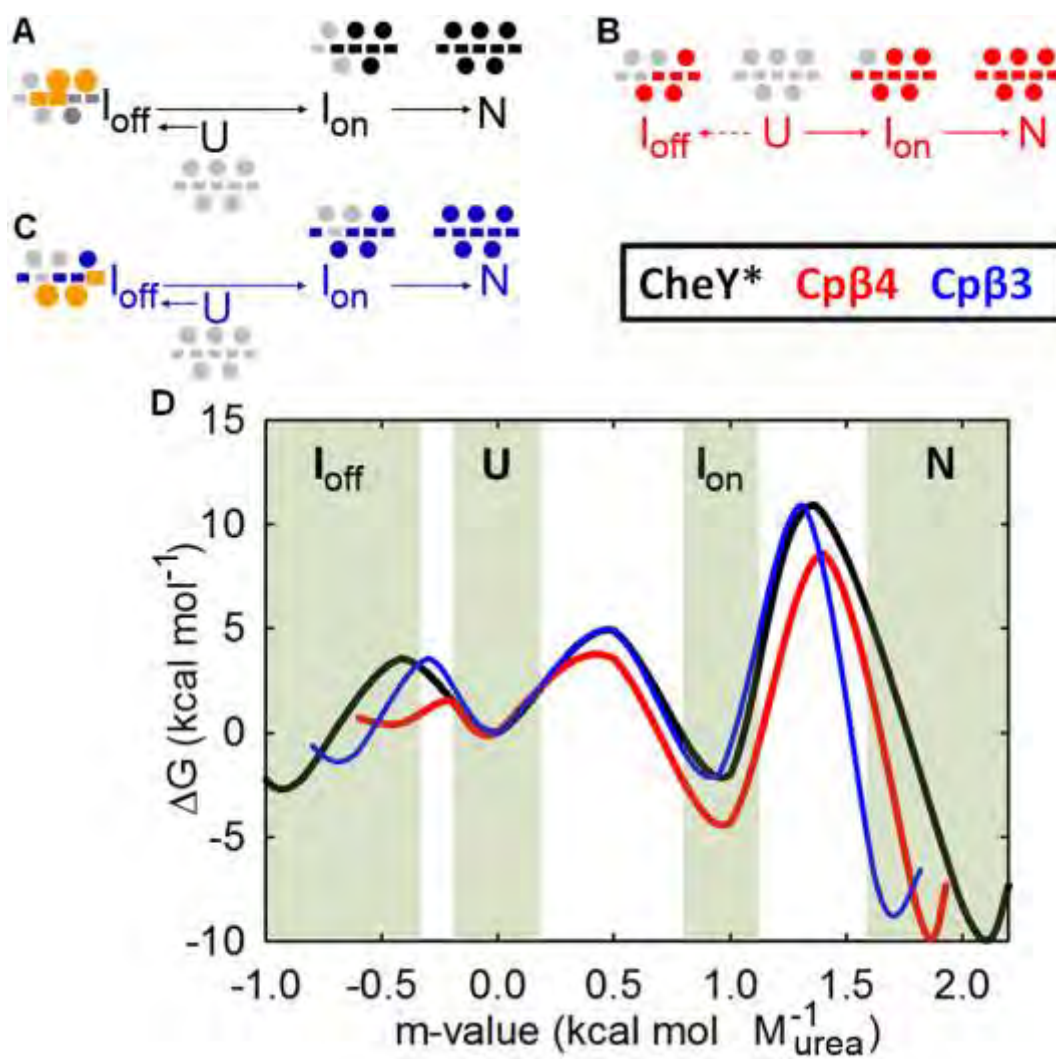 A
I_off U I_on N
B
I_off U I_on N
C
I_off U I_on N
CheY* Cpβ4 Cpβ3
D
I_off U I_on N
15
10
5
0
-5
-10
ΔG (kcal mol⁻¹)
-1.0 -0.5 0.0 0.5 1.0 1.5 2.0
m-value (kcal mol M⁻¹_urea)